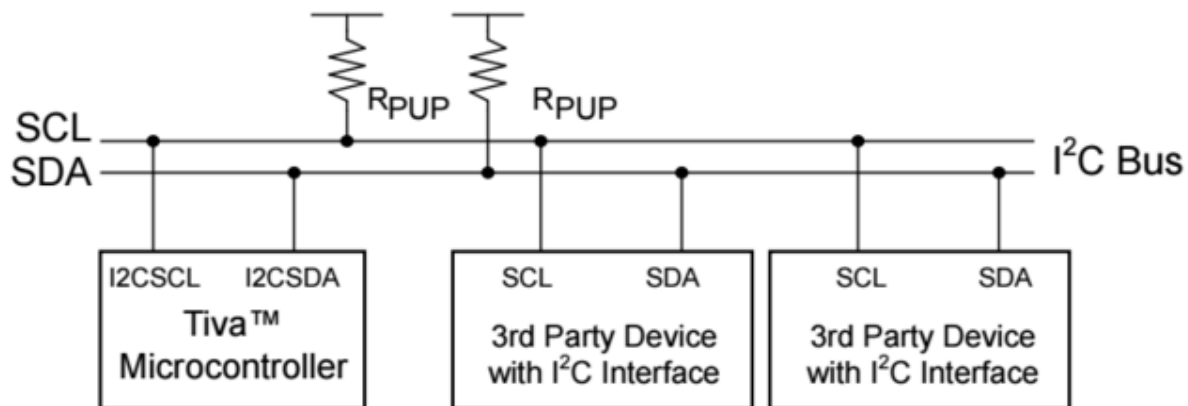 RPUP RPUP
SCL
SDA
I²C Bus
I2CSCL I2CSDA
Tiva™
Microcontroller
SCL SDA
3rd Party Device
with I²C Interface
SCL SDA
3rd Party Device
with I²C Interface